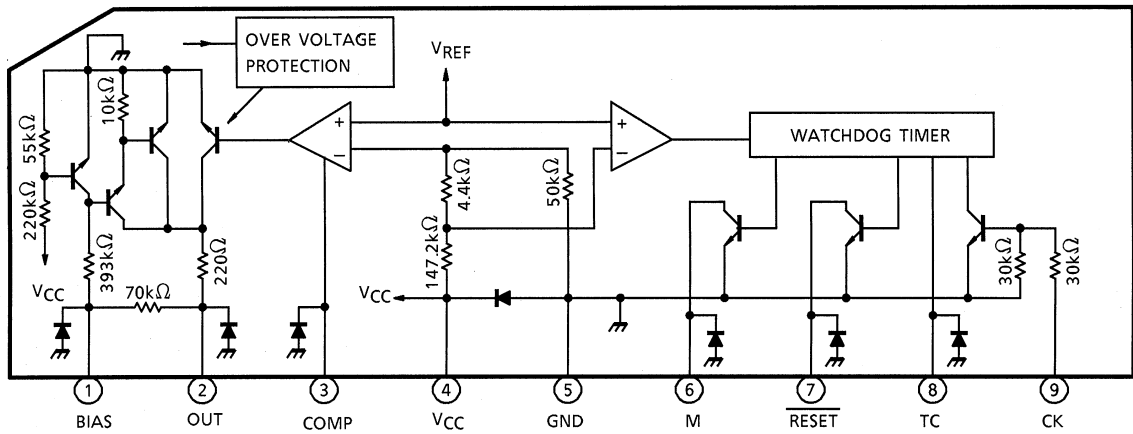 OVER VOLTAGE
PROTECTION
VREF
10kΩ
55kΩ
220kΩ
VCC
393kΩ
70kΩ
220Ω
+
−
4.4kΩ
147.2kΩ
50kΩ
VCC
+
−
WATCHDOG TIMER
30kΩ
30kΩ
1
2
3
4
5
6
7
8
9
BIAS
OUT
COMP
VCC
GND
M
RESET
TC
CK